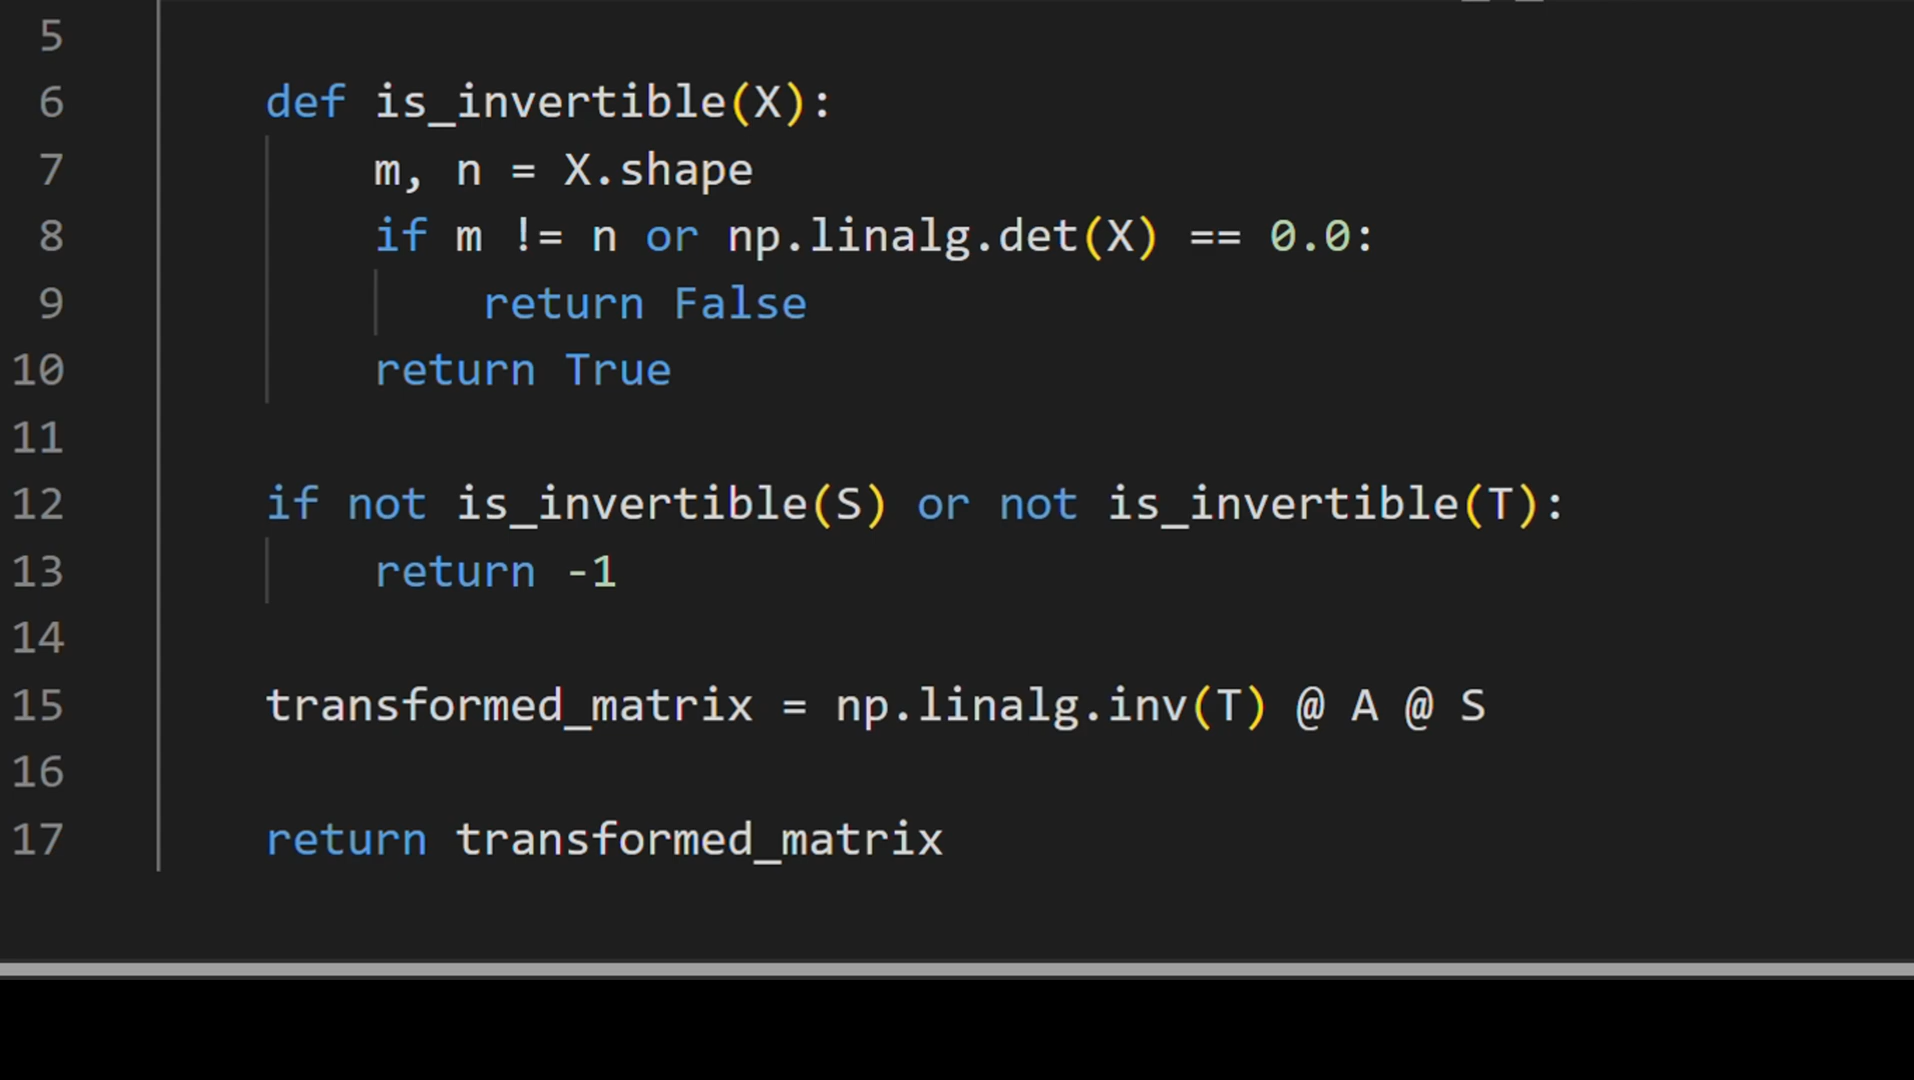 5
6 def is_invertible(X):
7 m, n = X.shape
8 if m != n or np.linalg.det(X) == 0.0:
9 return False
10 return True
11
12 if not is_invertible(S) or not is_invertible(T):
13 return -1
14
15 transformed_matrix = np.linalg.inv(T) @ A @ S
16
17 return transformed_matrix